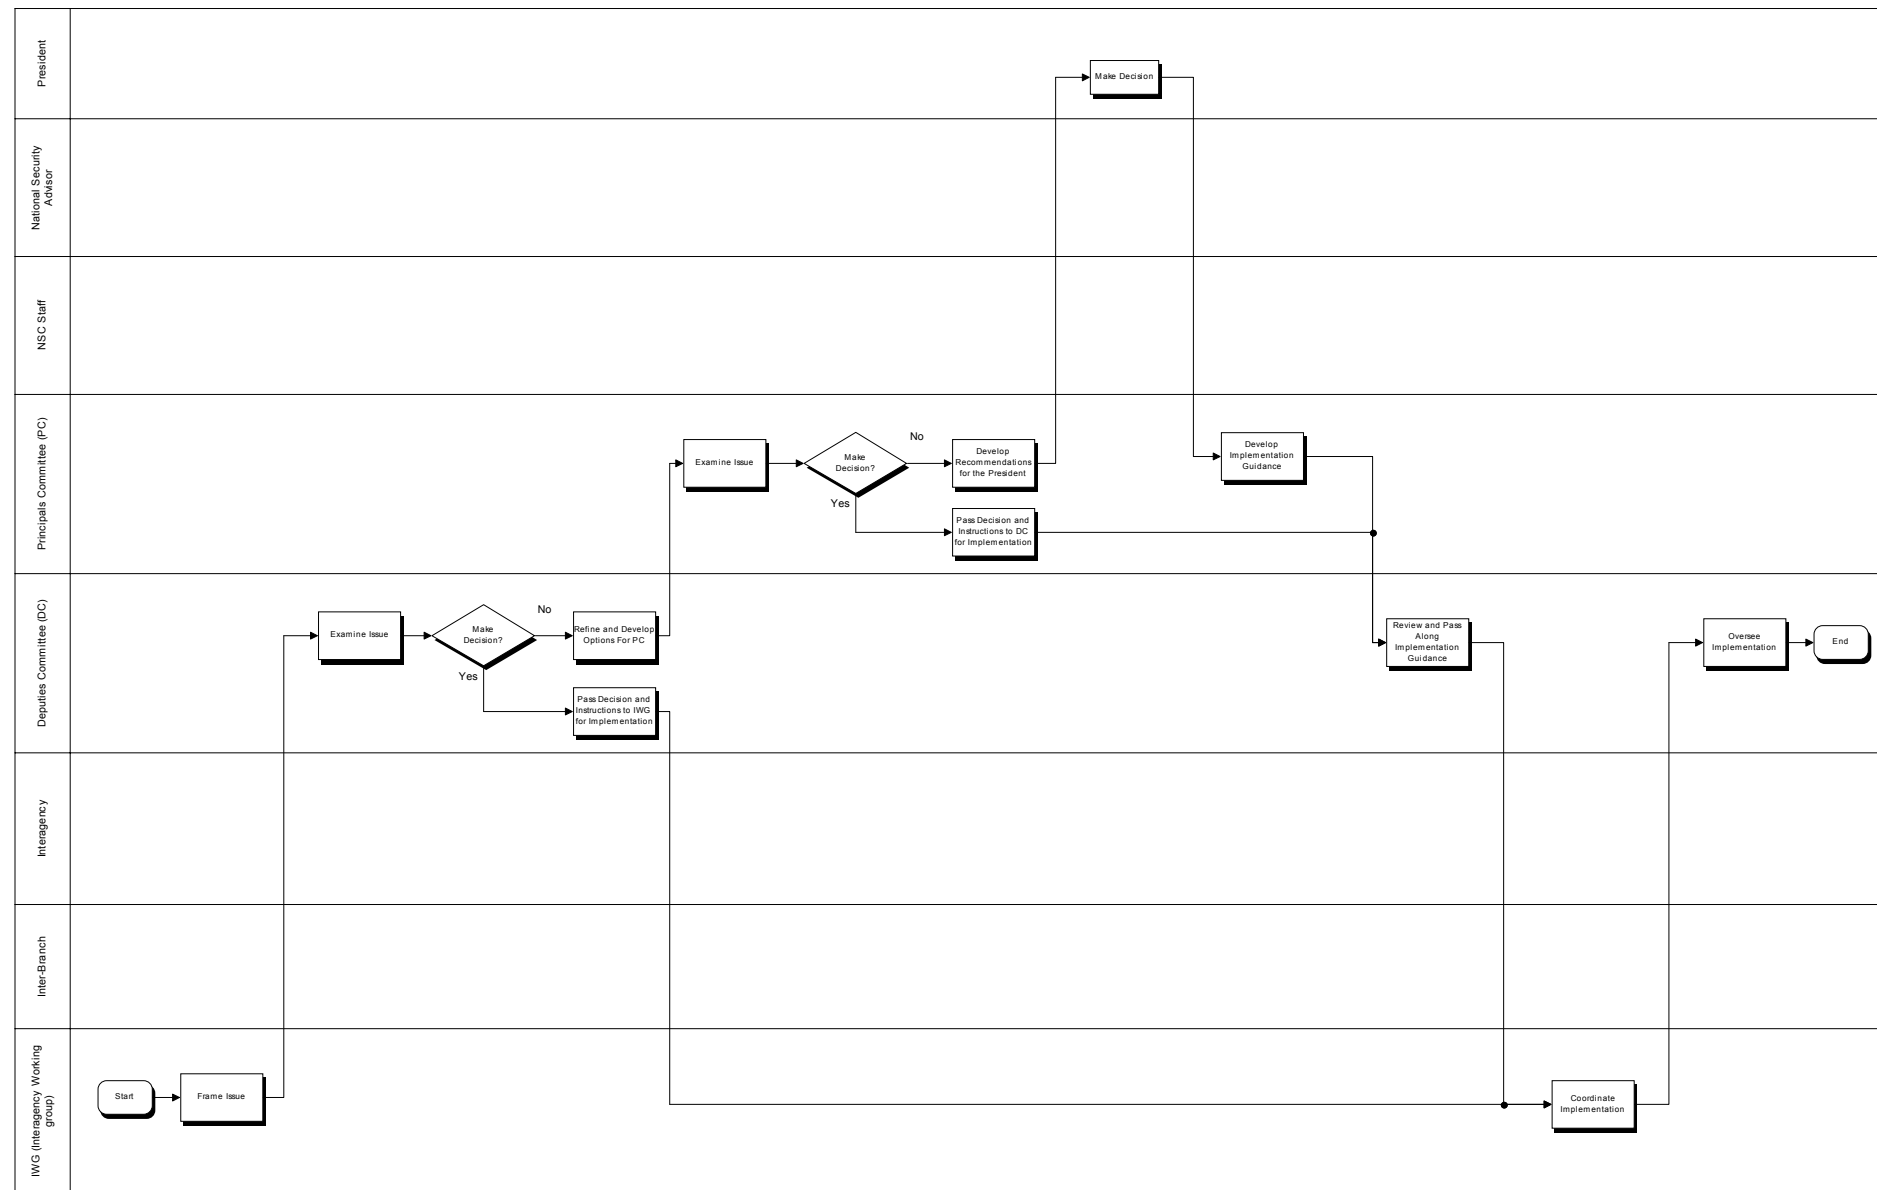 President
Make Decision
National Security
Advisor
NSC Staff
Principals Committee (PC)
Examine Issue
Make
Decision?
No
Yes
Develop
Recommendations
for the President
Pass Decision and
Instructions to DC
for Implementation
Develop
Implementation
Guidance
Deputies Committee (DC)
Examine Issue
Make
Decision?
No
Yes
Refine and Develop
Options For PC
Pass Decision and
Instructions to IWG
for Implementation
Review and Pass
Along
Implementation
Guidance
Oversee
Implementation
End
Interagency
Inter-Branch
IWG (Interagency Working
group)
Start
Frame Issue
Coordinate
Implementation